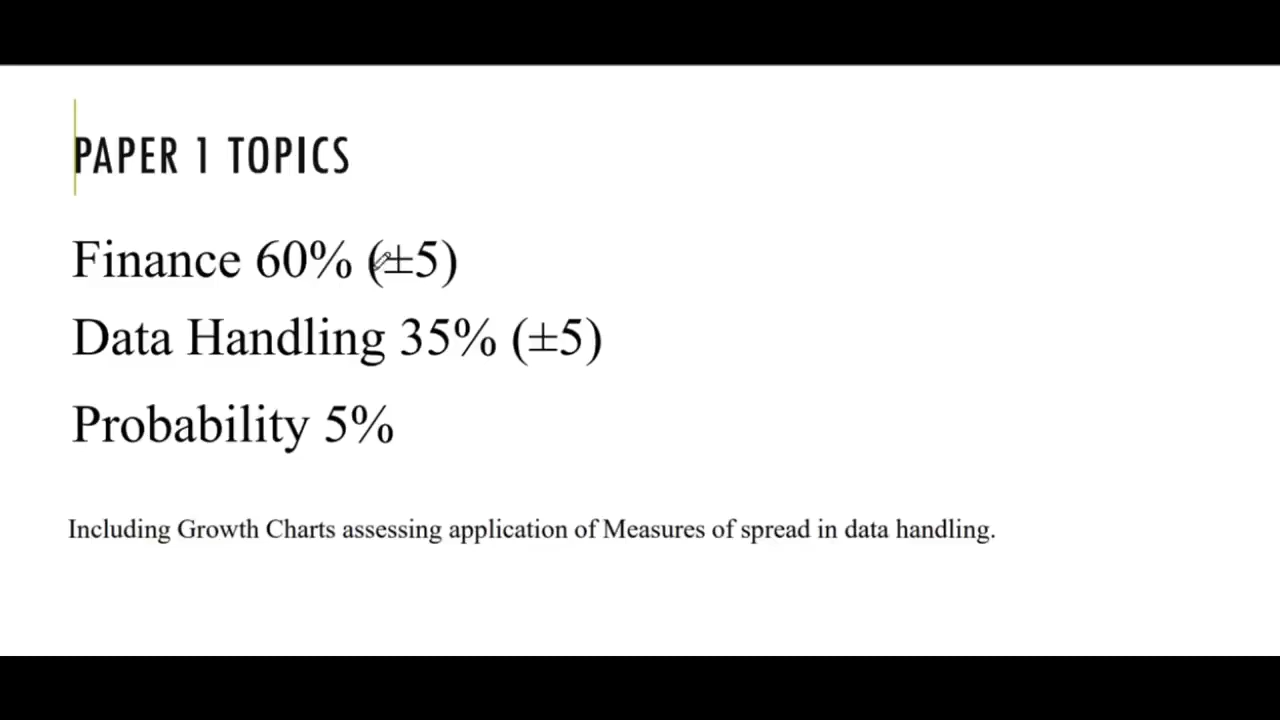 PAPER 1 TOPICS
Finance 60% (±5)
Data Handling 35% (±5)
Probability 5%
Including Growth Charts assessing application of Measures of spread in data handling.